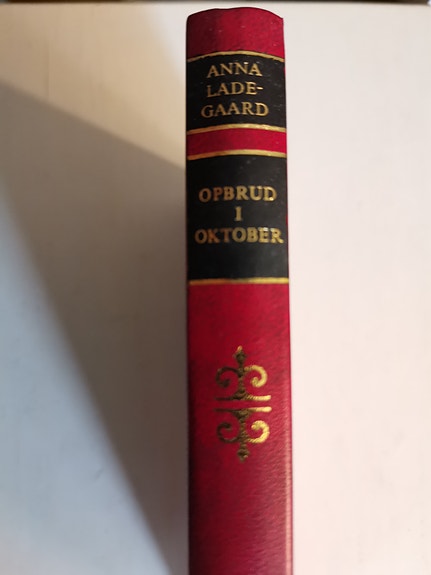 ANNA
LADE-
GAARD
OPBRUD
I
OKTOBER